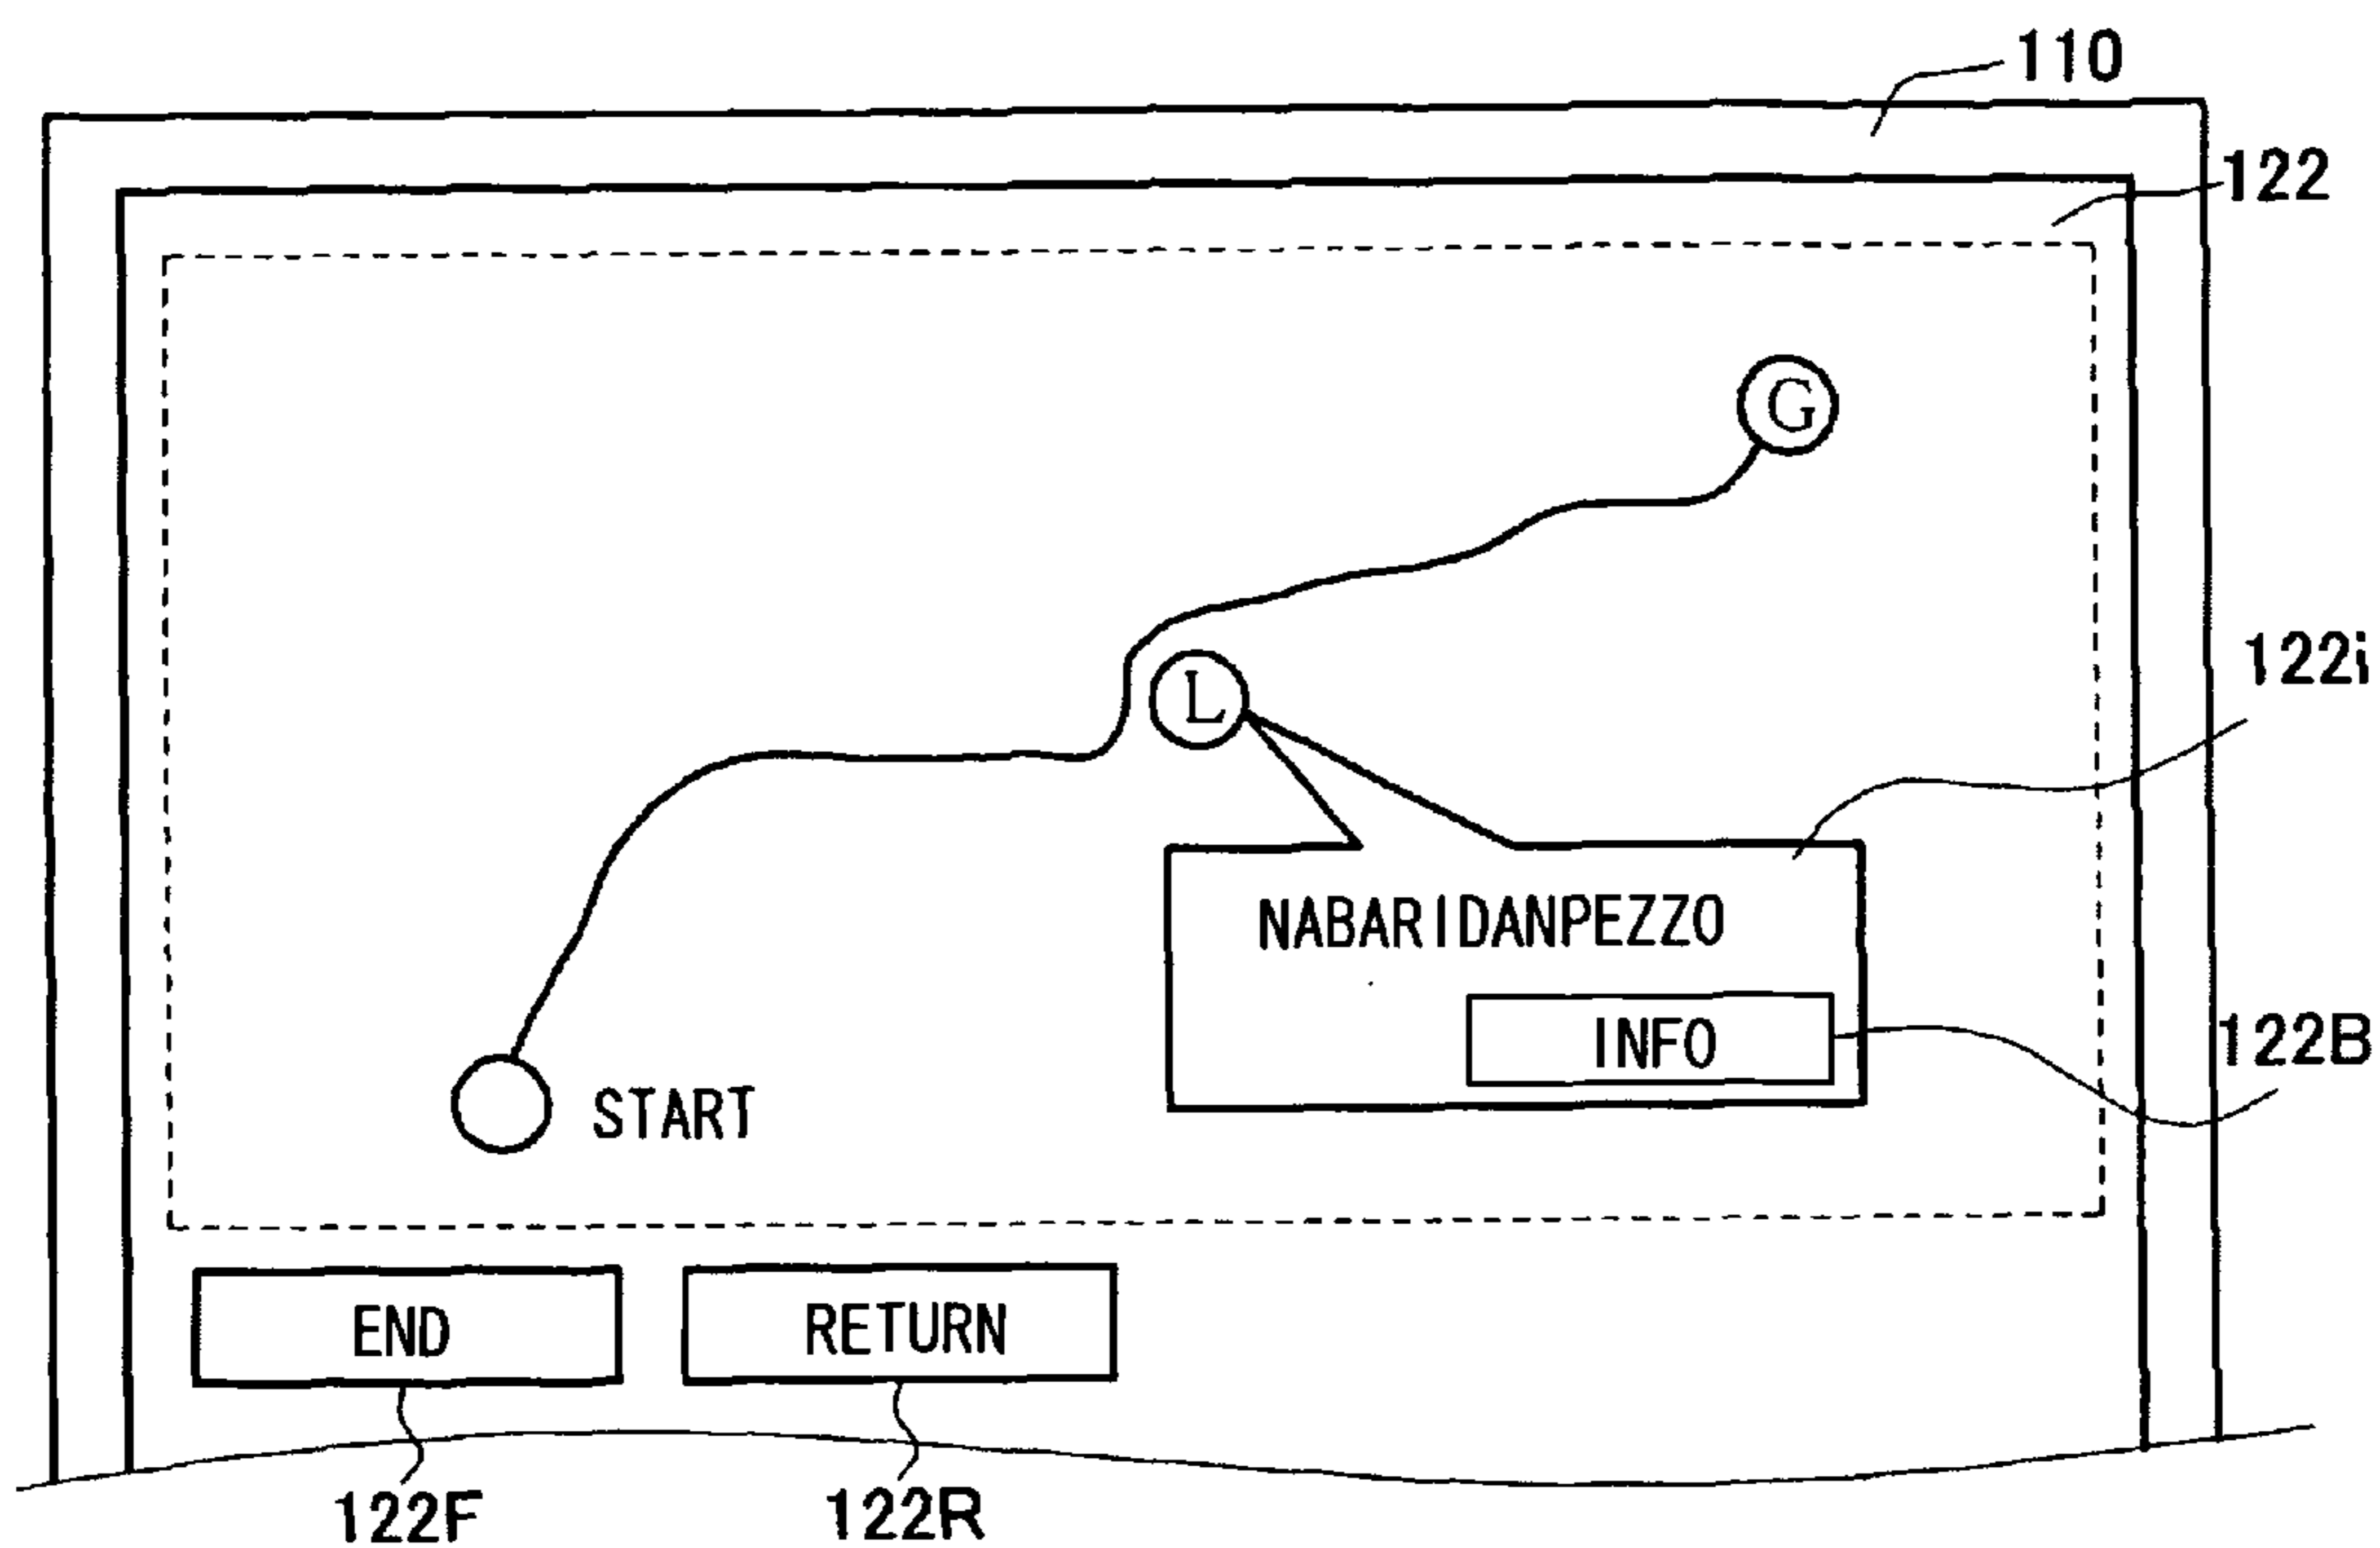 110
122
G
122i
L
NABARIDANPEZZO
INFO
122B
START
END
RETURN
122F
122R